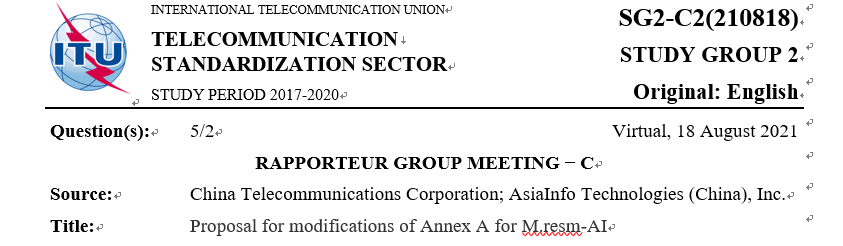 INTERNATIONAL TELECOMMUNICATION UNION
SG2-C2(210818)
TELECOMMUNICATION
STANDARDIZATION SECTOR
STUDY GROUP 2
STUDY PERIOD 2017-2020
Original: English
ITU
Question(s): 5/2 Virtual, 18 August 2021
RAPPORTEUR GROUP MEETING – C
Source: China Telecommunications Corporation; AsiaInfo Technologies (China), Inc.
Title: Proposal for modifications of Annex A for M.resm-AI